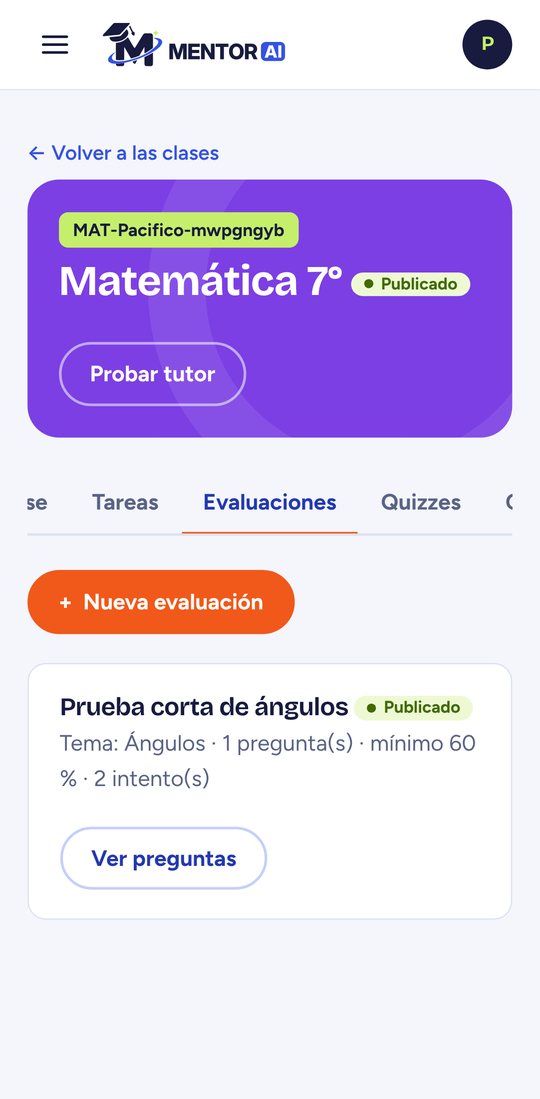 MENTOR AI
P
← Volver a las clases
MAT-Pacifico-mwpgngyb
Matemática 7° Publicado
Probar tutor
se Tareas Evaluaciones Quizzes
+ Nueva evaluación
Prueba corta de ángulos Publicado
Tema: Ángulos · 1 pregunta(s) · mínimo 60
% · 2 intento(s)
Ver preguntas